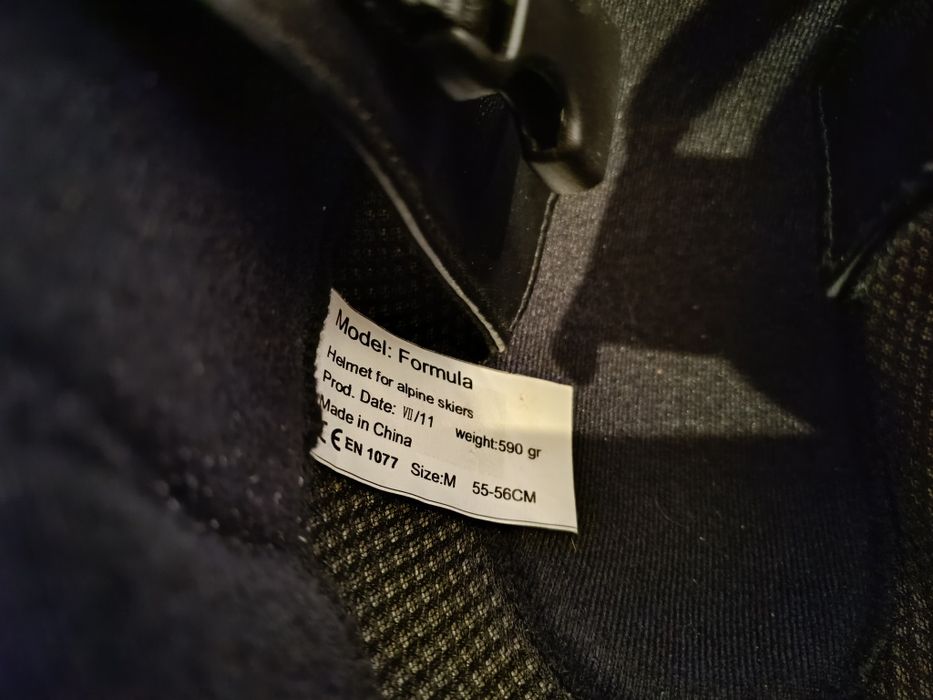 Model: Formula
Helmet for alpine skiers
Prod. Date: Ⅶ/11 weight:590 gr
Made in China
CE EN 1077 Size:M 55-56CM